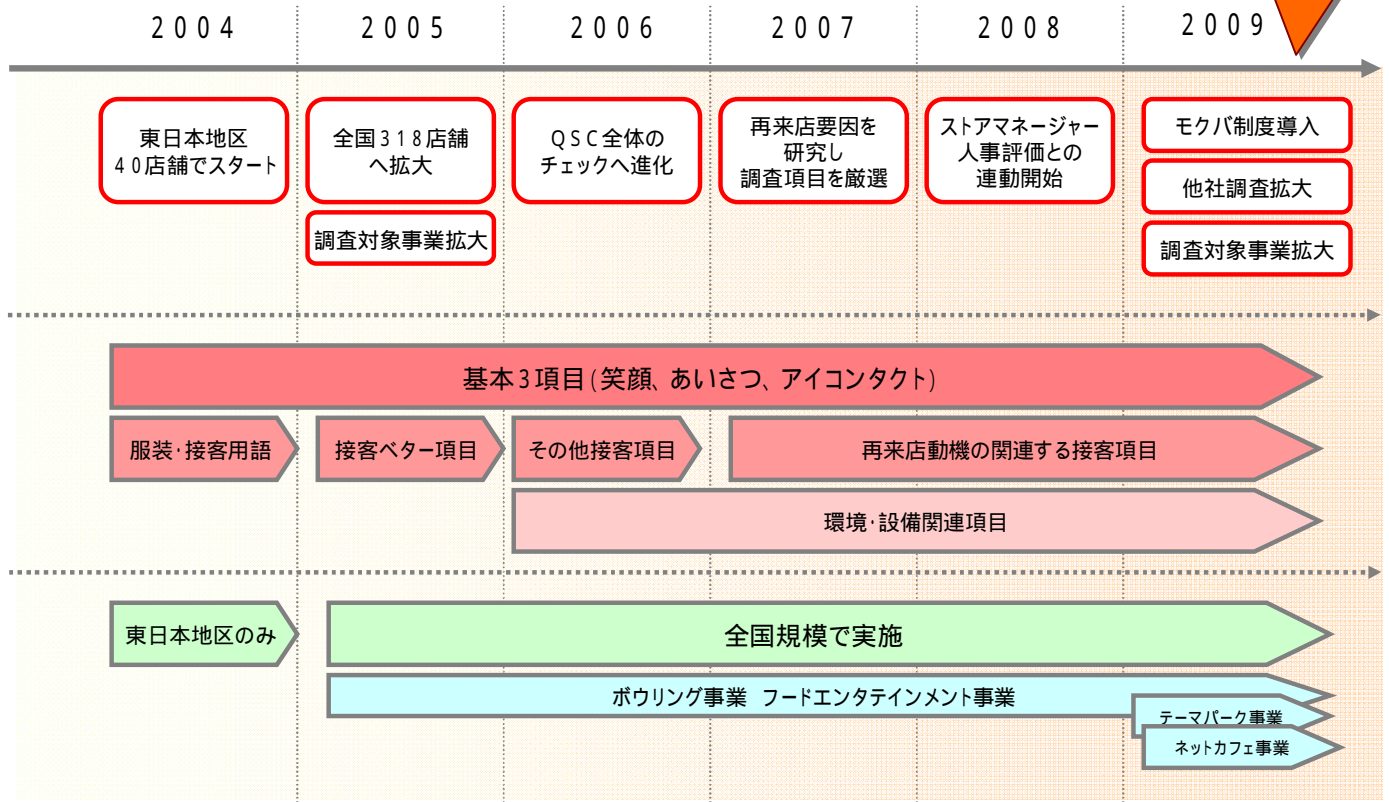 2004 2005 2006 2007 2008 2009
東日本地区
40店舗でスタート
全国318店舗
へ拡大
調査対象事業拡大
QSC全体の
チェックへ進化
再来店要因を
研究し
調査項目を厳選
ストアマネージャー
人事評価との
連動開始
モクバ制度導入
他社調査拡大
調査対象事業拡大
基本3項目(笑顔、あいさつ、アイコンタクト)
服装・接客用語
接客ベター項目
その他接客項目
再来店動機の関連する接客項目
環境・設備関連項目
東日本地区のみ
全国規模で実施
ボウリング事業 フードエンタテインメント事業
テーマパーク事業
ネットカフェ事業